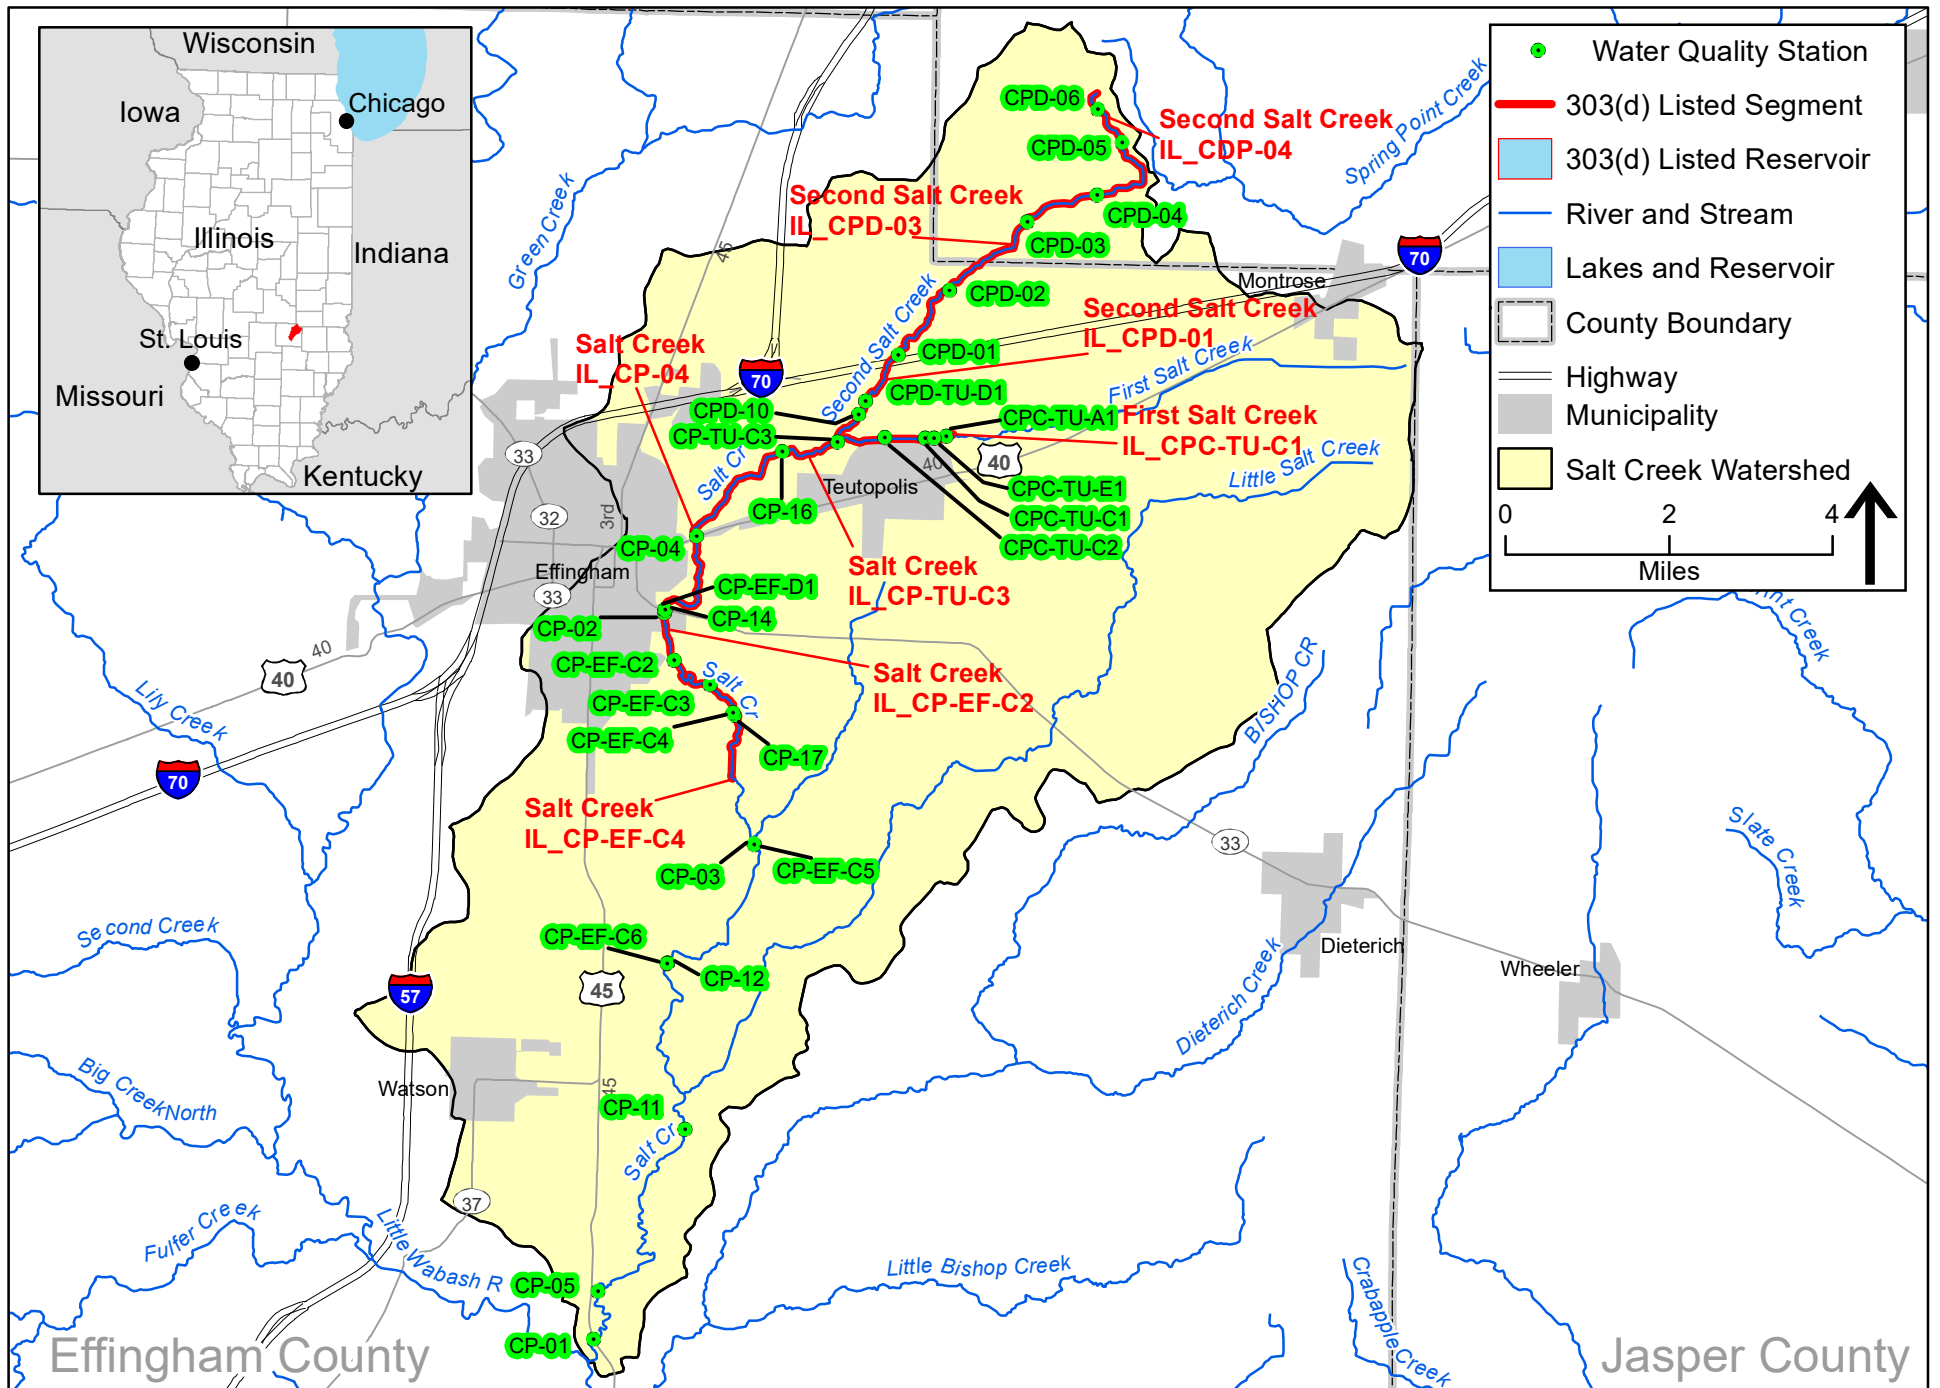 Wisconsin
Iowa
Chicago
Illinois
Indiana
St. Louis
Missouri
Kentucky
Water Quality Station
303(d) Listed Segment
303(d) Listed Reservoir
River and Stream
Lakes and Reservoir
County Boundary
Highway
Municipality
Salt Creek Watershed
0 2 4
Miles
CPD-06
Second Salt Creek
IL_CDP-04
CPD-05
Spring Point Creek
Second Salt Creek
IL_CPD-03
CPD-04
CPD-03
Green Creek
45
70
Montrose
CPD-02
Second Salt Creek
Second Salt Creek
IL_CPD-01
Salt Creek
IL_CP-04
CPD-01
First Salt Creek
70
CPD-TU-D1
CPD-10
CPC-TU-A1
First Salt Creek
IL_CPC-TU-C1
CP-TU-C3
33
Salt Cr
40
40
Little Salt Creek
Teutopolis
CPC-TU-E1
32
3rd
CP-16
CPC-TU-C1
CP-04
CPC-TU-C2
Effingham
Salt Creek
IL_CP-TU-C3
33
CP-EF-D1
CP-14
CP-02
40
40
CP-EF-C2
Salt Cr
Salt Creek
IL_CP-EF-C2
BISHOP CR
Lily Creek
CP-EF-C3
CP-EF-C4
CP-17
70
Salt Creek
IL_CP-EF-C4
33
Slate Creek
CP-03
CP-EF-C5
Second Creek
CP-EF-C6
CP-12
Dieterich
Wheeler
57
45
Dieterich Creek
Big Creek North
Watson
45
CP-11
Salt Cr
37
Fulfer Creek
Little Wabash R
CP-05
Little Bishop Creek
Crabapple Creek
CP-01
Effingham County
Jasper County